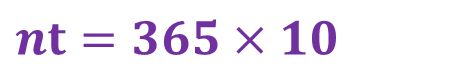 nt = 365 × 10